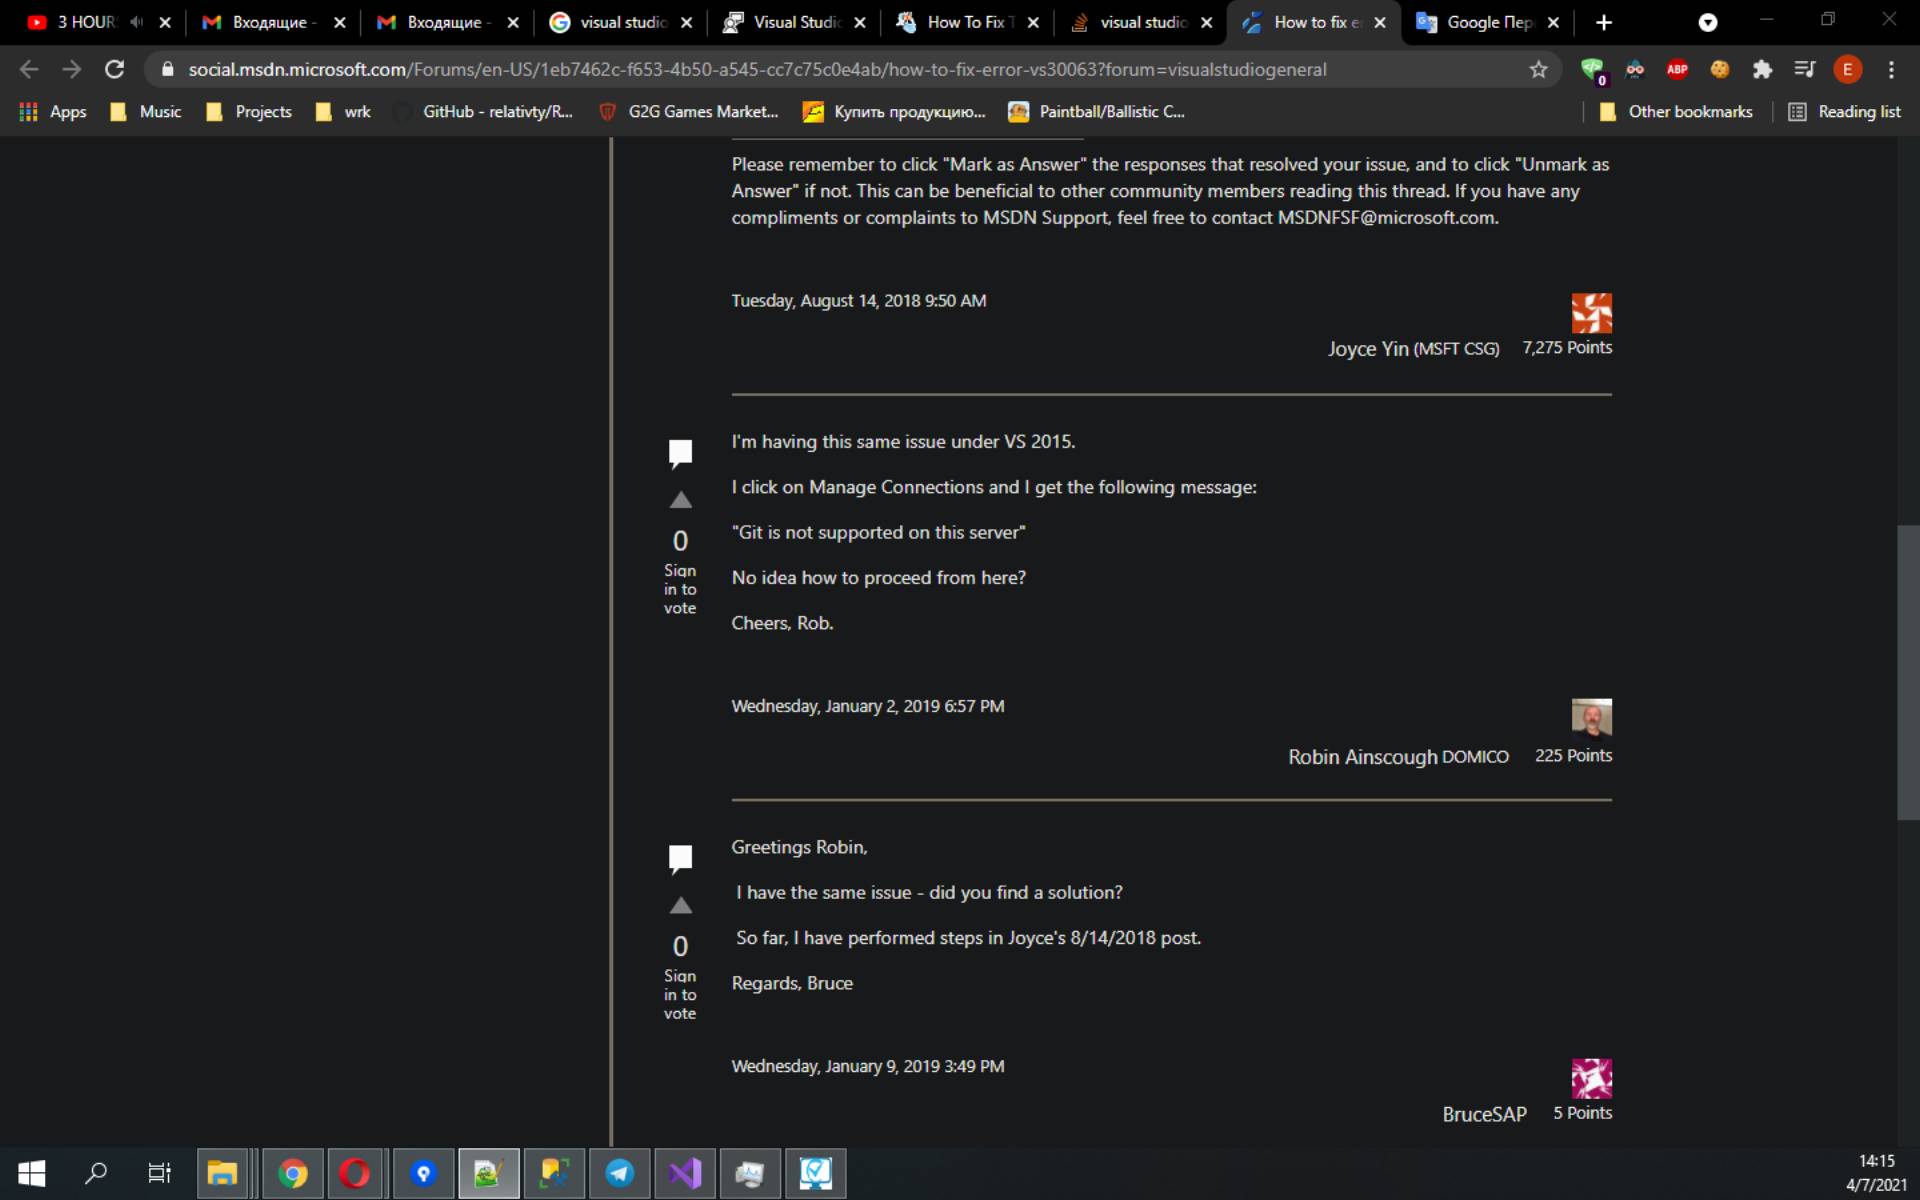 3 HOUR
Входящие -
Входящие -
visual studio
Visual Studio
How To Fix T
visual studio
How to fix e
Google Пер
social.msdn.microsoft.com/Forums/en-US/1eb7462c-f653-4b50-a545-cc7c75c0e4ab/how-to-fix-error-vs30063?forum=visualstudiogeneral
0
ABP
E
Apps
Music
Projects
wrk
GitHub - relativty/R...
G2G Games Market...
Купить продукцию...
Paintball/Ballistic C...
Other bookmarks
Reading list
Please remember to click "Mark as Answer" the responses that resolved your issue, and to click "Unmark as
Answer" if not. This can be beneficial to other community members reading this thread. If you have any
compliments or complaints to MSDN Support, feel free to contact MSDNFSF@microsoft.com.
Tuesday, August 14, 2018 9:50 AM
Joyce Yin (MSFT CSG) 7,275 Points
I'm having this same issue under VS 2015.
I click on Manage Connections and I get the following message:
"Git is not supported on this server"
No idea how to proceed from here?
Cheers, Rob.
0
Sign
in to
vote
Wednesday, January 2, 2019 6:57 PM
Robin Ainscough DOMICO 225 Points
Greetings Robin,
I have the same issue - did you find a solution?
So far, I have performed steps in Joyce's 8/14/2018 post.
Regards, Bruce
0
Sign
in to
vote
Wednesday, January 9, 2019 3:49 PM
BruceSAP 5 Points
14:15
4/7/2021